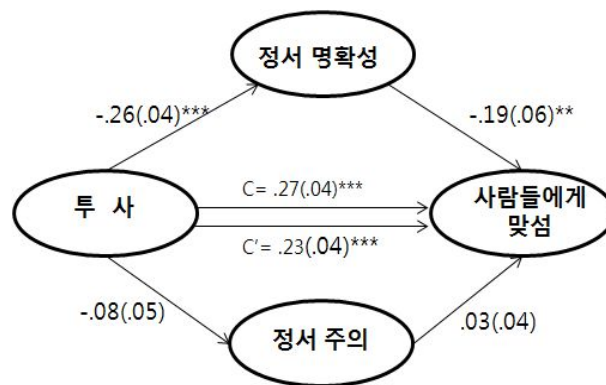 정서 명확성
-.26(.04)***
-.19(.06)**
C= .27(.04)***
투 사
사람들에게
맞섬
C'= .23(.04)***
-.08(.05)
.03(.04)
정서 주의